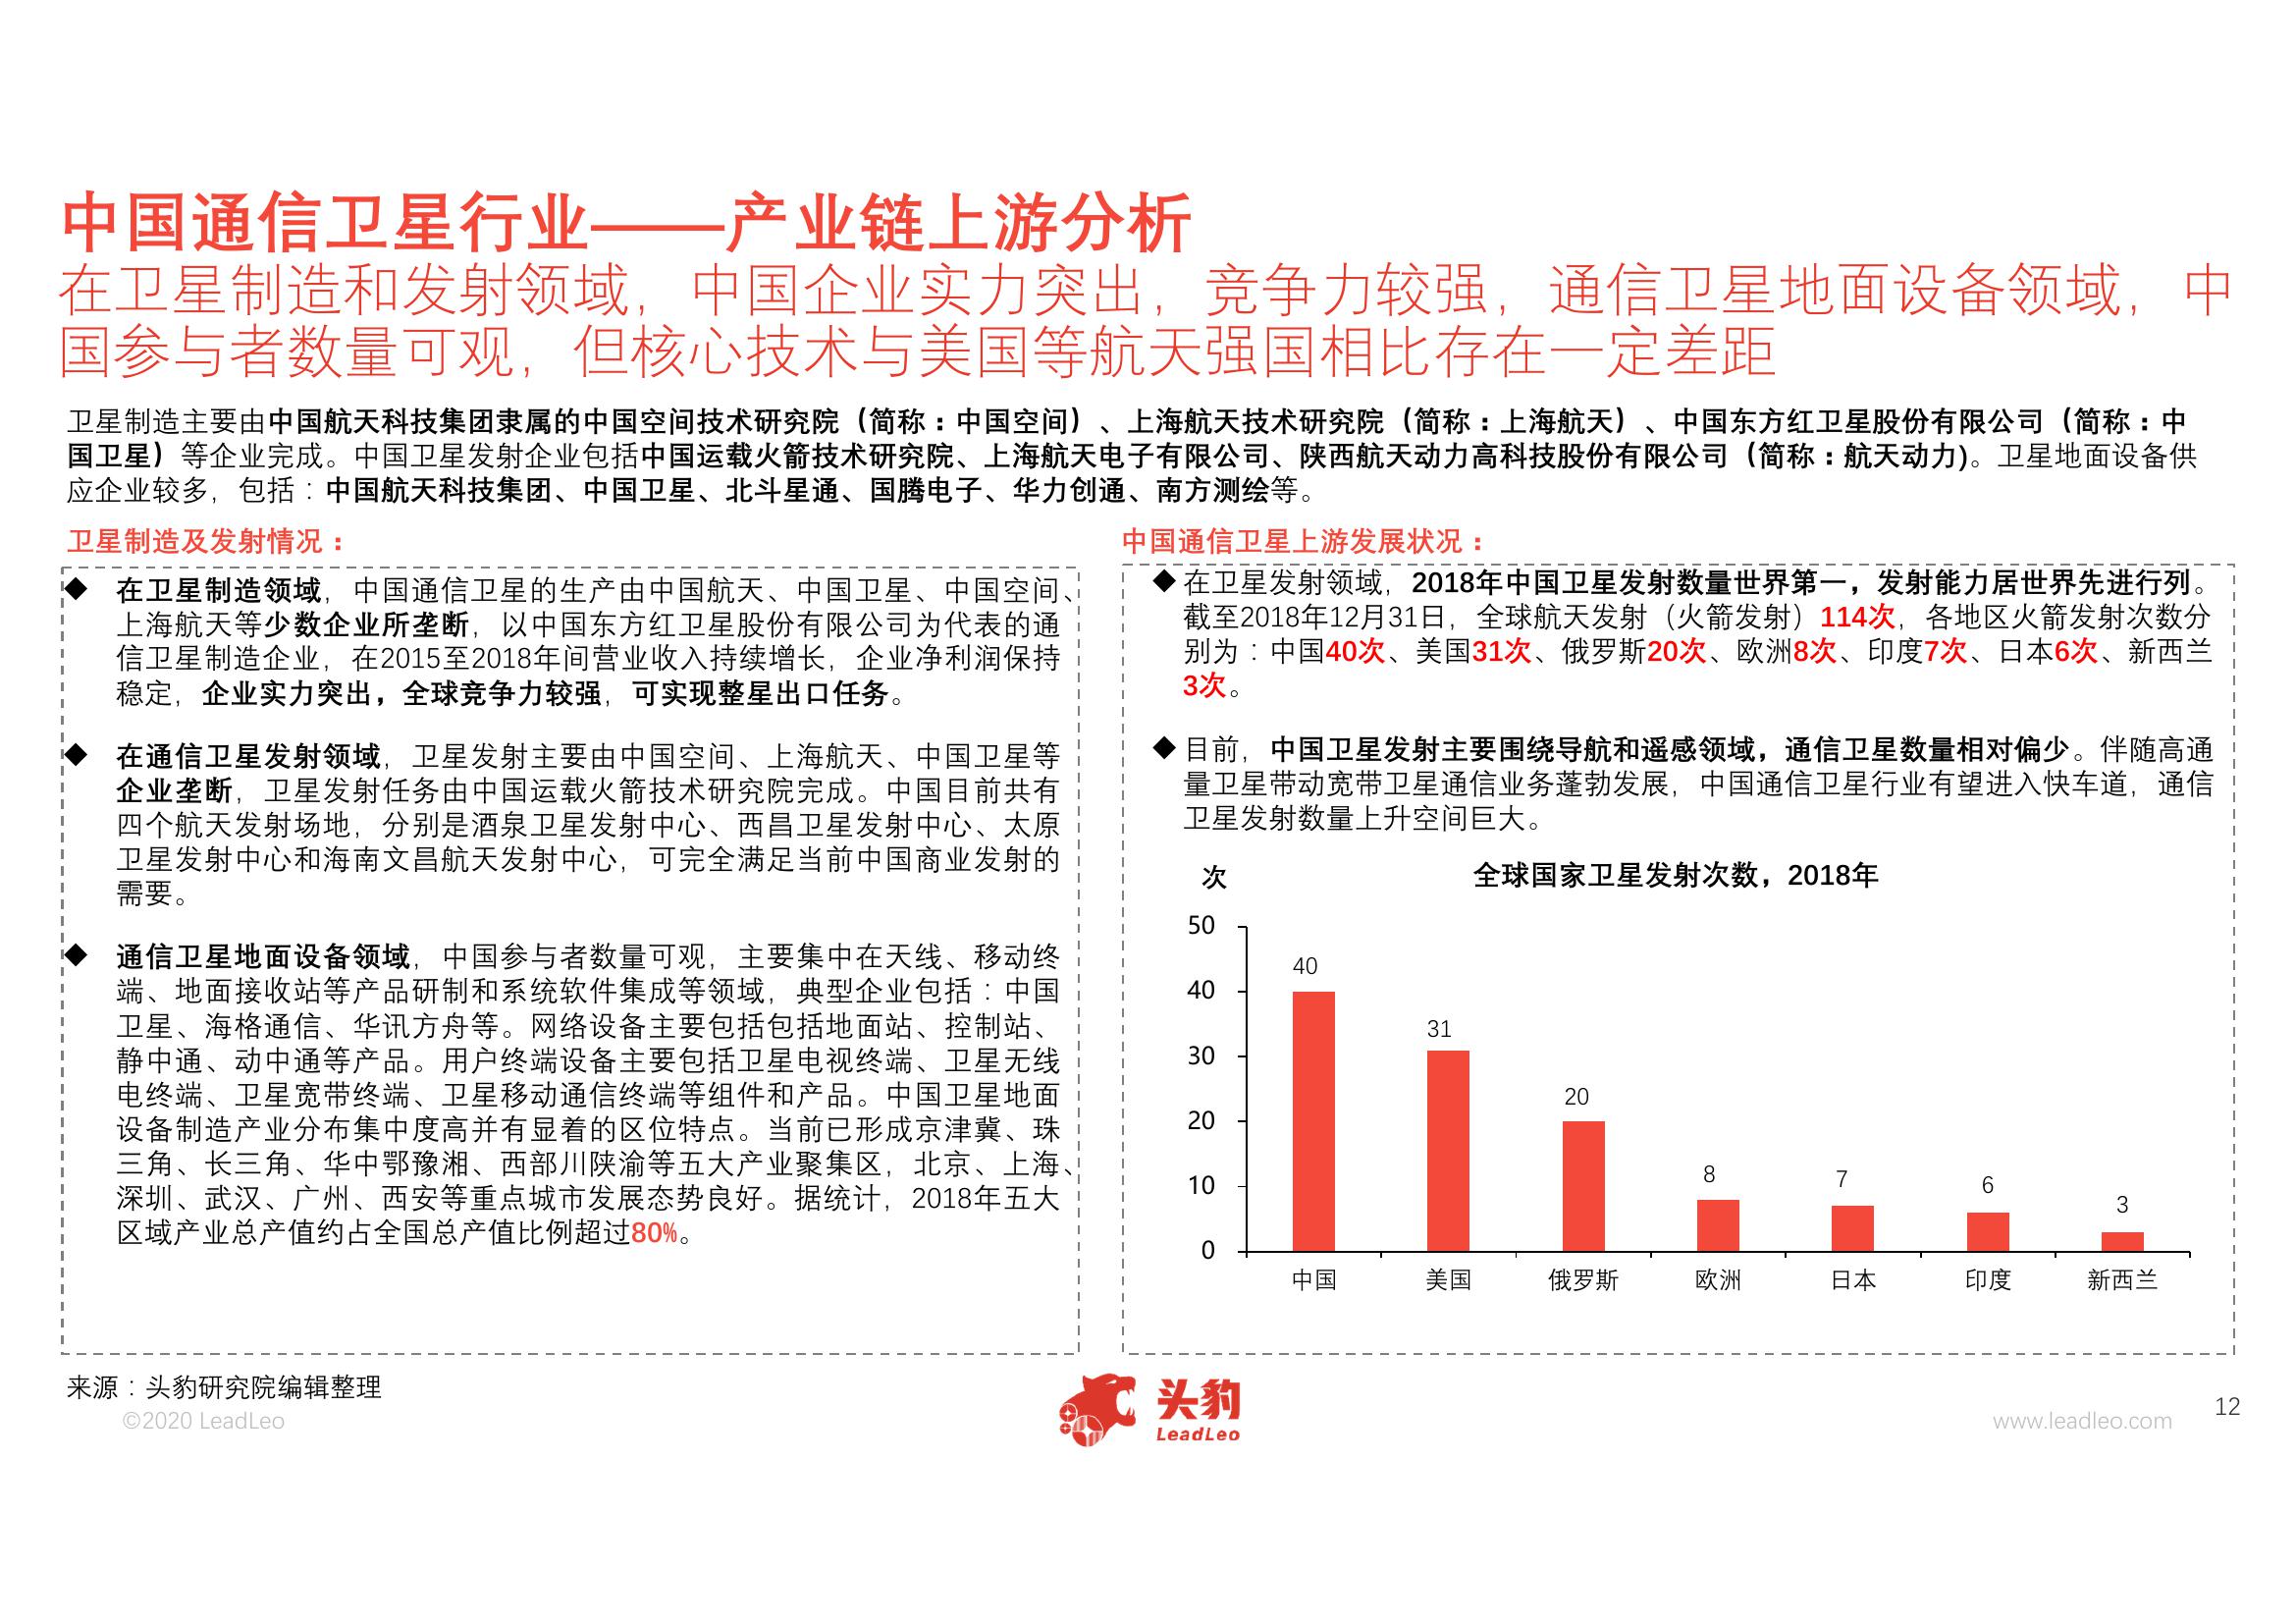 中国通信卫星行业——产业链上游分析
在卫星制造和发射领域，中国企业实力突出，竞争力较强，通信卫星地面设备领域，中
国参与者数量可观，但核心技术与美国等航天强国相比存在一定差距
卫星制造主要由中国航天科技集团隶属的中国空间技术研究院（简称：中国空间）、上海航天技术研究院（简称：上海航天）、中国东方红卫星股份有限公司（简称：中
国卫星）等企业完成。中国卫星发射企业包括中国运载火箭技术研究院、上海航天电子有限公司、陕西航天动力高科技股份有限公司（简称：航天动力)。卫星地面设备供
应企业较多，包括：中国航天科技集团、中国卫星、北斗星通、国腾电子、华力创通、南方测绘等。
卫星制造及发射情况：
◆ 在卫星制造领域，中国通信卫星的生产由中国航天、中国卫星、中国空间、
上海航天等少数企业所垄断，以中国东方红卫星股份有限公司为代表的通
信卫星制造企业，在2015至2018年间营业收入持续增长，企业净利润保持
稳定，企业实力突出，全球竞争力较强，可实现整星出口任务。
◆ 在通信卫星发射领域，卫星发射主要由中国空间、上海航天、中国卫星等
企业垄断，卫星发射任务由中国运载火箭技术研究院完成。中国目前共有
四个航天发射场地，分别是酒泉卫星发射中心、西昌卫星发射中心、太原
卫星发射中心和海南文昌航天发射中心，可完全满足当前中国商业发射的
需要。
◆ 通信卫星地面设备领域，中国参与者数量可观，主要集中在天线、移动终
端、地面接收站等产品研制和系统软件集成等领域，典型企业包括：中国
卫星、海格通信、华讯方舟等。网络设备主要包括包括地面站、控制站、
静中通、动中通等产品。用户终端设备主要包括卫星电视终端、卫星无线
电终端、卫星宽带终端、卫星移动通信终端等组件和产品。中国卫星地面
设备制造产业分布集中度高并有显着的区位特点。当前已形成京津冀、珠
三角、长三角、华中鄂豫湘、西部川陕渝等五大产业聚集区，北京、上海、
深圳、武汉、广州、西安等重点城市发展态势良好。据统计，2018年五大
区域产业总产值约占全国总产值比例超过80%。
中国通信卫星上游发展状况：
◆ 在卫星发射领域，2018年中国卫星发射数量世界第一，发射能力居世界先进行列。
截至2018年12月31日，全球航天发射（火箭发射）114次，各地区火箭发射次数分
别为：中国40次、美国31次、俄罗斯20次、欧洲8次、印度7次、日本6次、新西兰
3次。
◆ 目前，中国卫星发射主要围绕导航和遥感领域，通信卫星数量相对偏少。伴随高通
量卫星带动宽带卫星通信业务蓬勃发展，中国通信卫星行业有望进入快车道，通信
卫星发射数量上升空间巨大。
次
全球国家卫星发射次数，2018年
50
40
30
20
10
0
40
31
20
8
7
6
3
中国
美国
俄罗斯
欧洲
日本
印度
新西兰
来源：头豹研究院编辑整理
©2020 LeadLeo
头豹
LeadLeo
www.leadleo.com
12